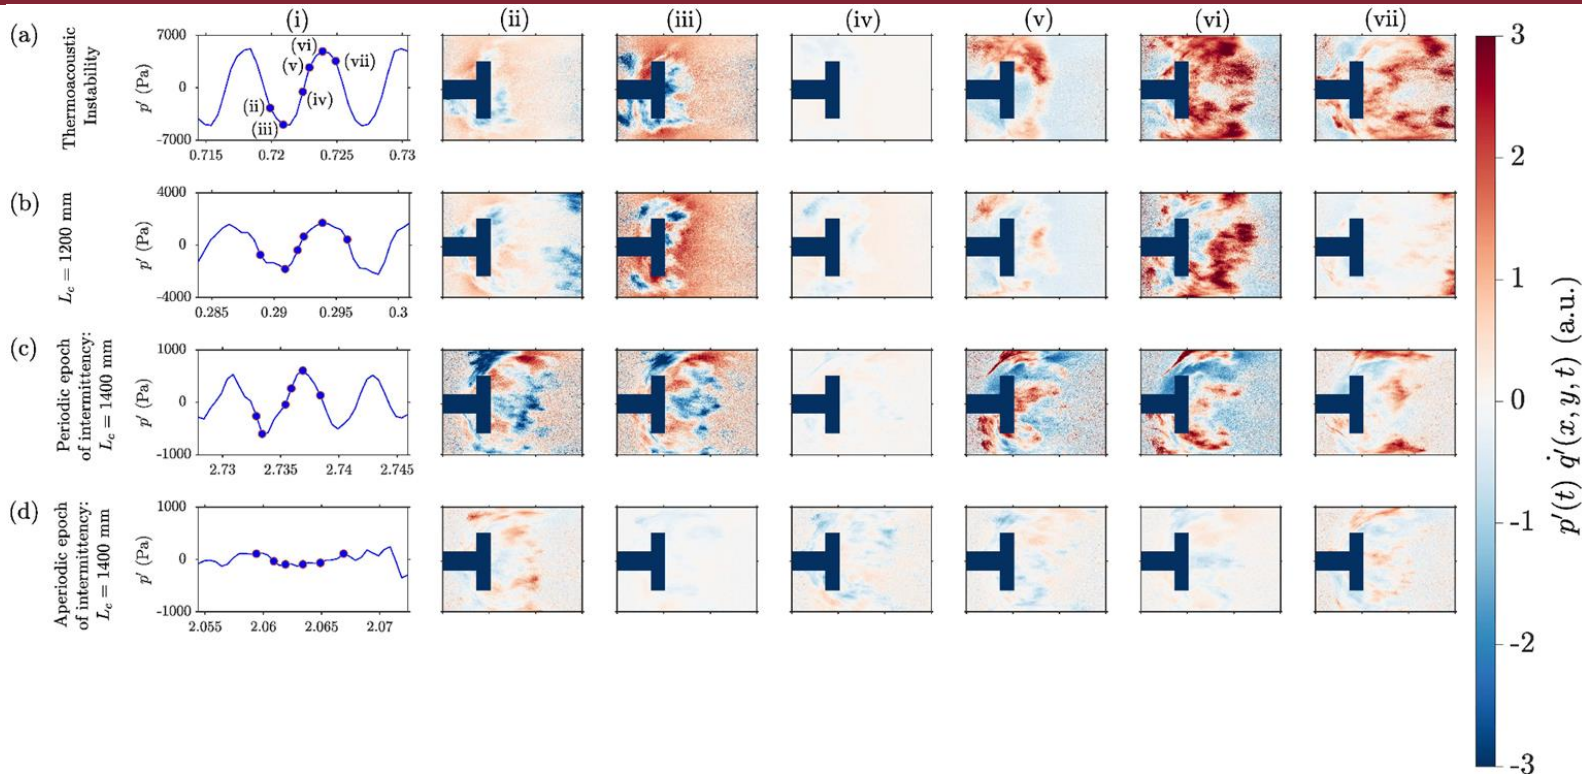 (i) (ii) (iii) (iv) (v) (vi) (vii)
(a) Thermoacoustic
Instability
p′ (Pa)
7000
0
-7000
(ii) (iii) (iv) (v) (vi) (vii)
0.715 0.72 0.725 0.73
(b) L_c = 1200 mm
p′ (Pa)
4000
0
-4000
0.285 0.29 0.295 0.3
(c) Periodic epoch
of intermittency:
L_c = 1400 mm
p′ (Pa)
1000
0
-1000
2.73 2.735 2.74 2.745
(d) Aperiodic epoch
of intermittency:
L_c = 1400 mm
p′ (Pa)
1000
0
-1000
2.055 2.06 2.065 2.07
3
2
1
0
-1
-2
-3
p′(t) q̇′(x, y, t) (a.u.)